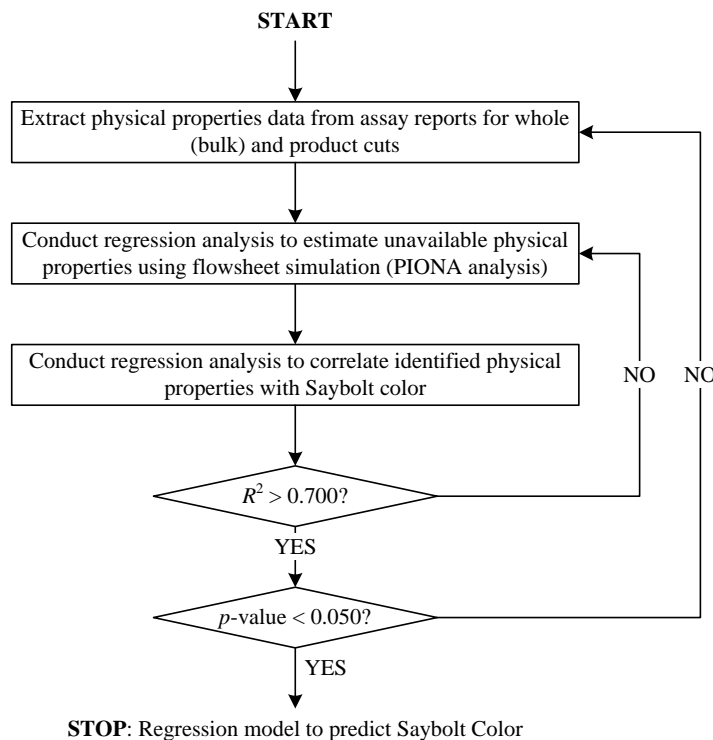 START
Extract physical properties data from assay reports for whole
(bulk) and product cuts
Conduct regression analysis to estimate unavailable physical
properties using flowsheet simulation (PIONA analysis)
Conduct regression analysis to correlate identified physical
properties with Saybolt color
NO
NO
R² > 0.700?
YES
p-value < 0.050?
YES
STOP: Regression model to predict Saybolt Color